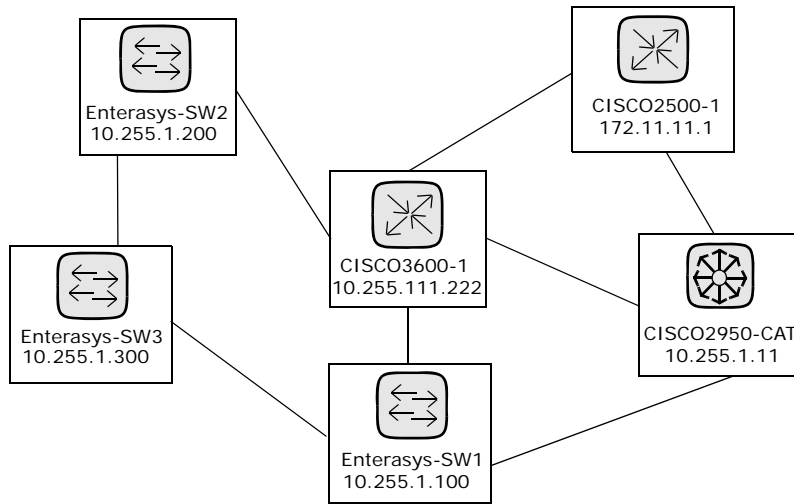 Enterasys-SW2
10.255.1.200
CISCO2500-1
172.11.11.1
CISCO3600-1
10.255.111.222
Enterasys-SW3
10.255.1.300
CISCO2950-CAT
10.255.1.11
Enterasys-SW1
10.255.1.100